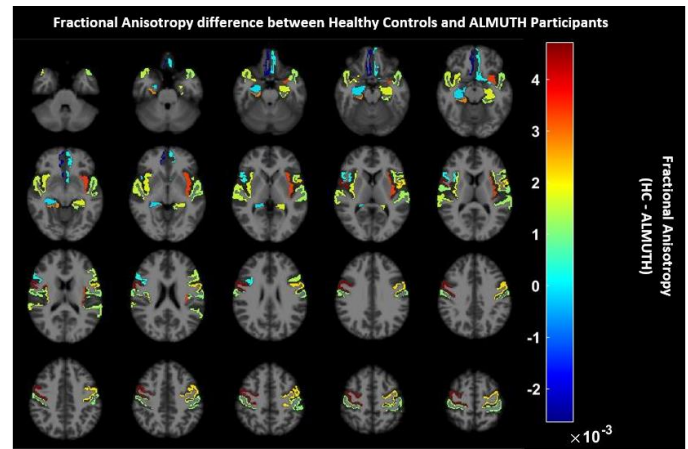 Fractional Anisotropy difference between Healthy Controls and ALMUTH Participants
4
3
2
1
0
-1
-2
×10⁻³
Fractional Anisotropy
(HC - ALMUTH)